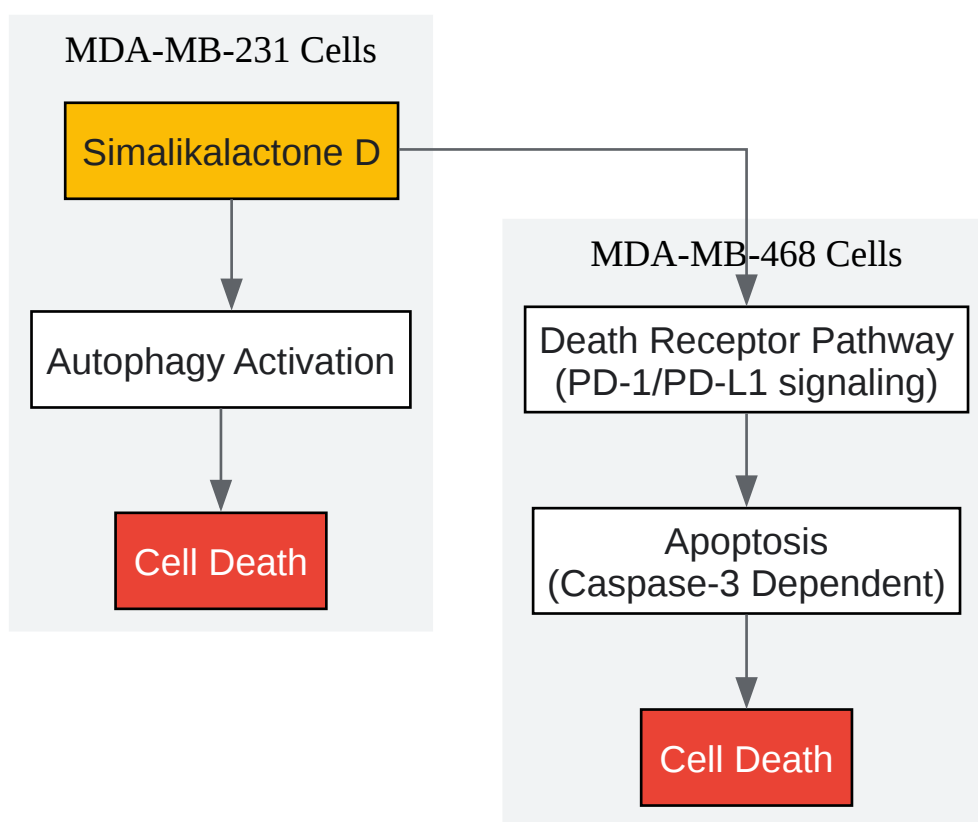 MDA-MB-231 Cells
Simalikalactone D
Autophagy Activation
Cell Death
MDA-MB-468 Cells
Death Receptor Pathway
(PD-1/PD-L1 signaling)
Apoptosis
(Caspase-3 Dependent)
Cell Death